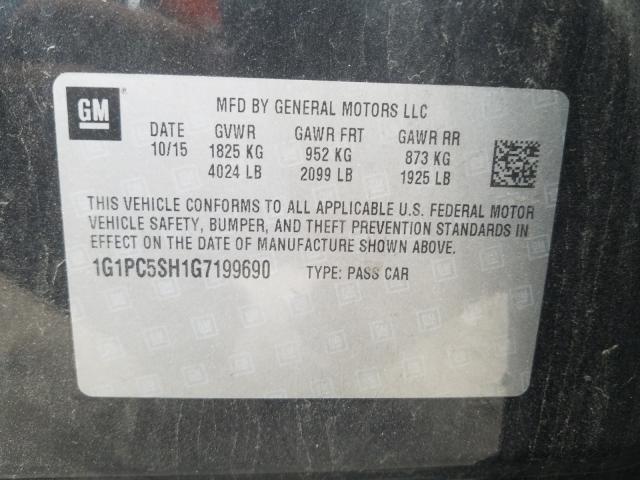 GM
MFD BY GENERAL MOTORS LLC
DATE GVWR GAWR FRT GAWR RR
10/15 1825 KG 952 KG 873 KG
4024 LB 2099 LB 1925 LB
THIS VEHICLE CONFORMS TO ALL APPLICABLE U.S. FEDERAL MOTOR
VEHICLE SAFETY, BUMPER, AND THEFT PREVENTION STANDARDS IN
EFFECT ON THE DATE OF MANUFACTURE SHOWN ABOVE.
1G1PC5SH1G7199690 TYPE: PASS CAR